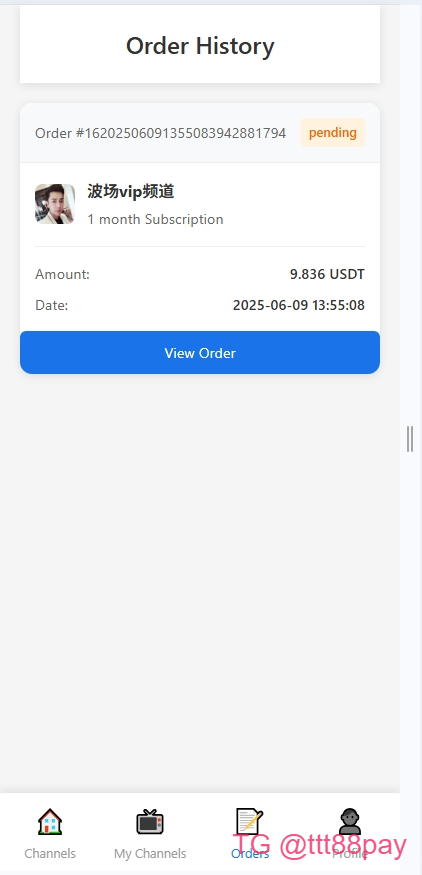 Order History
Order #16202506091355083942881794
pending
波场vip频道
1 month Subscription
Amount:
9.836 USDT
Date:
2025-06-09 13:55:08
View Order
Channels
My Channels
Orders
Profile
TG @ttt88pay